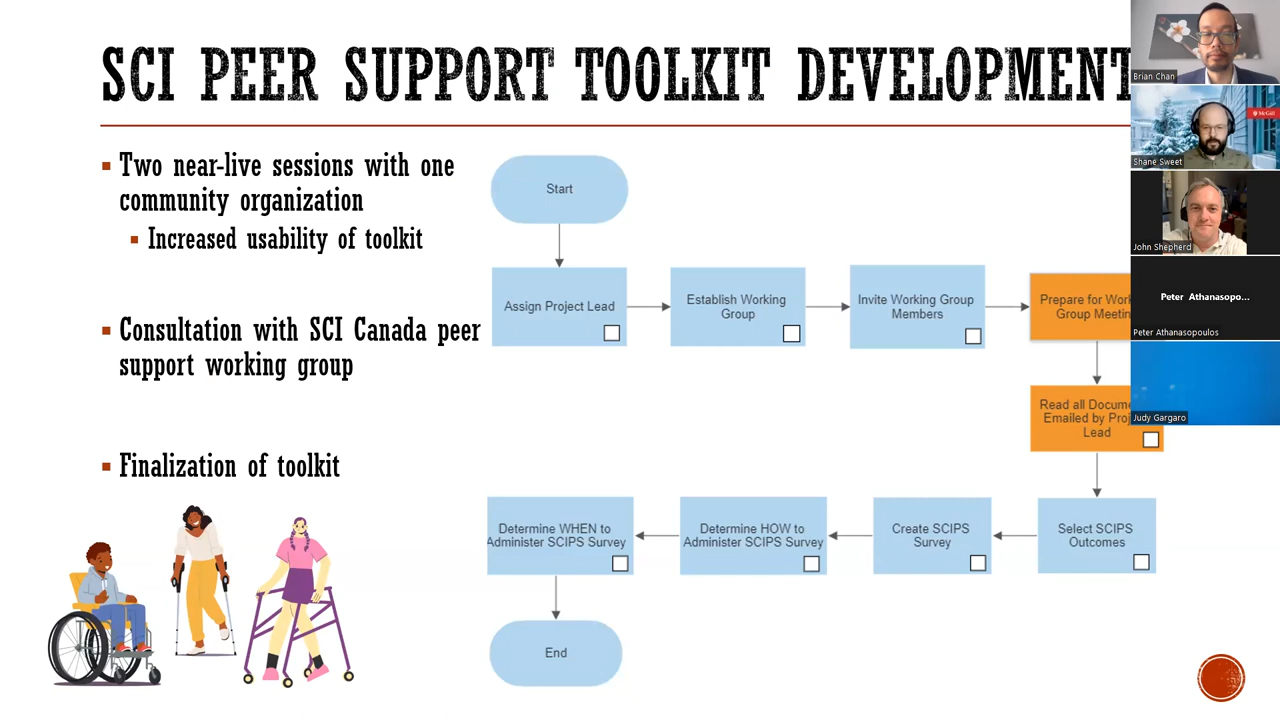 SCI PEER SUPPORT TOOLKIT DEVELOPMENT
Two near-live sessions with one
community organization
Increased usability of toolkit
Consultation with SCI Canada peer
support working group
Finalization of toolkit
Start
Assign Project Lead
Establish Working
Group
Invite Working Group
Members
Prepare for
Group
Read all
Emailed by
Lead
Select SCIPS
Outcomes
Create SCIPS
Survey
Determine HOW to
Administer SCIPS Survey
Determine WHEN to
Administer SCIPS Survey
End
Brian Chan
McGill
Shane Sweet
John Shepherd
Peter Athanasopo...
Peter Athanasopoulos
Judy Gargaro